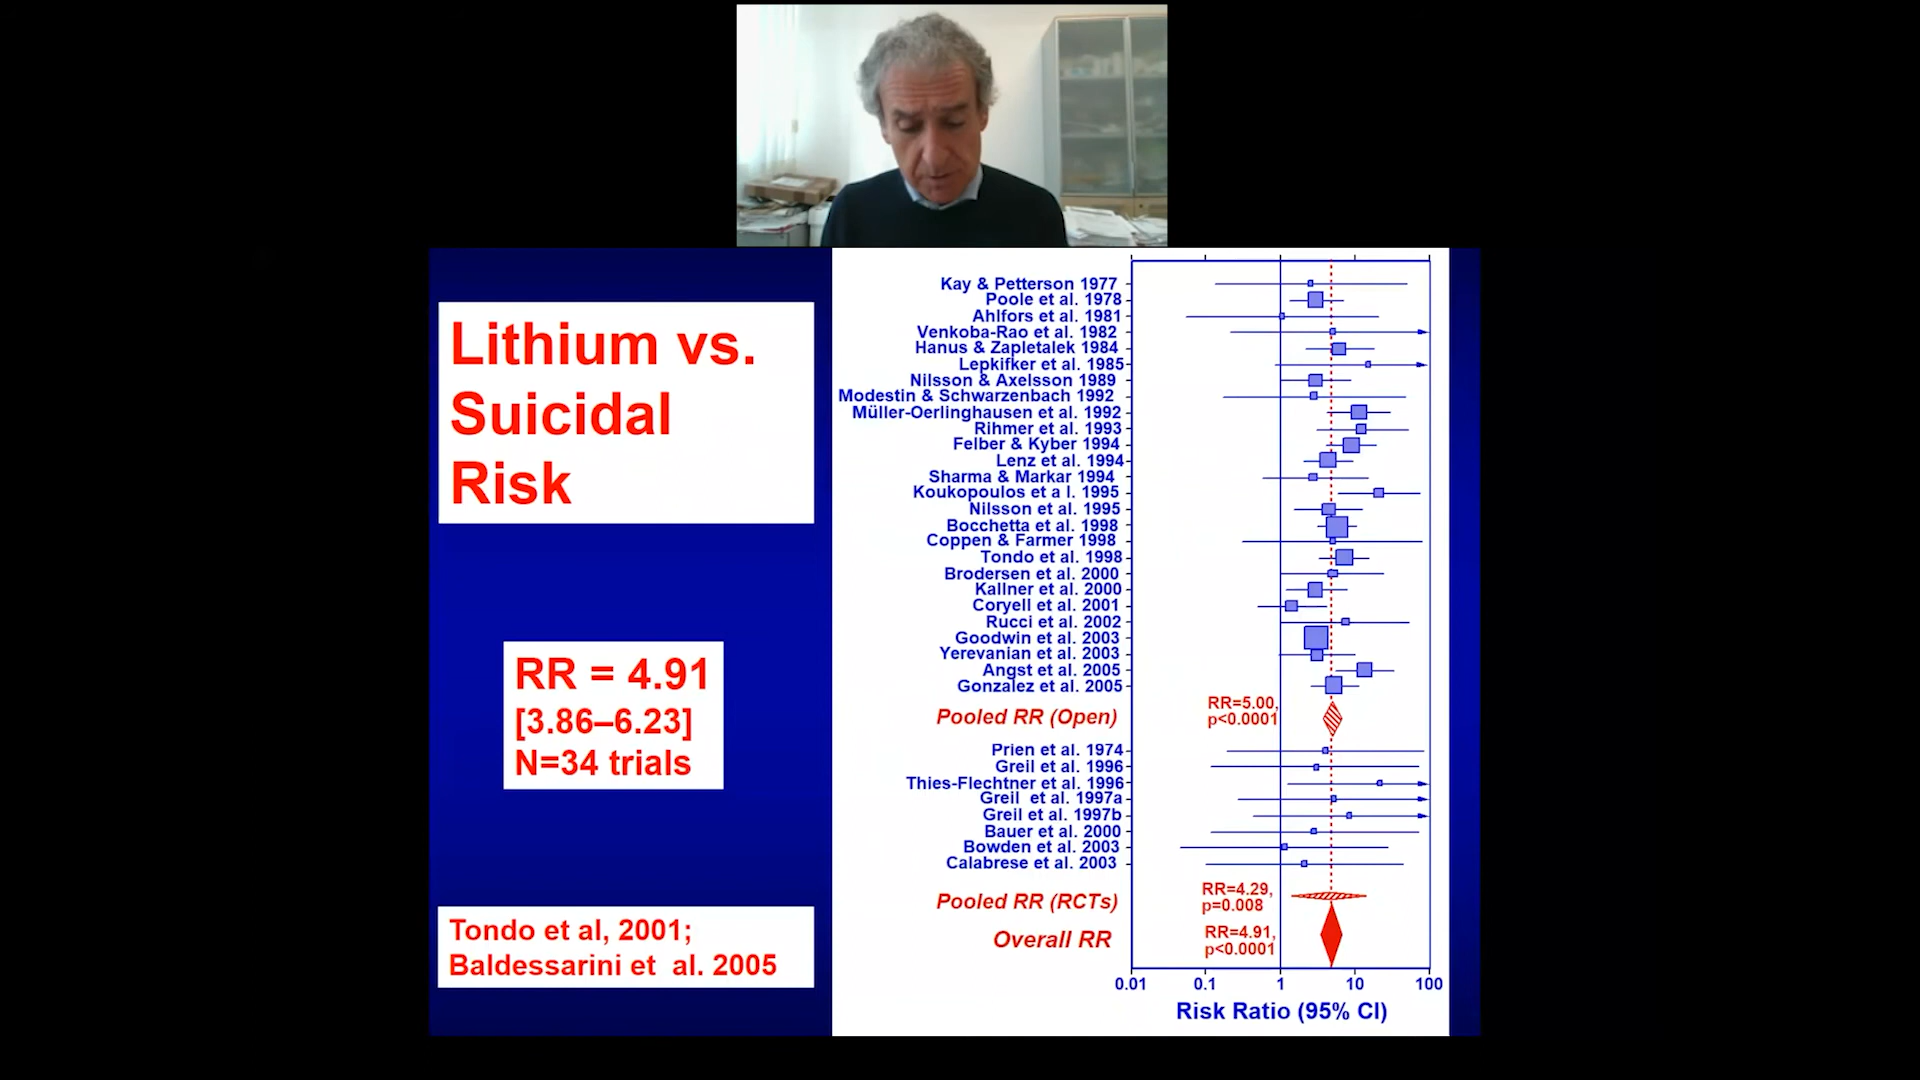 Lithium vs.
Suicidal
Risk
RR = 4.91
[3.86–6.23]
N=34 trials
Tondo et al, 2001;
Baldessarini et  al. 2005
Kay & Petterson 1977
Poole et al. 1978
Ahlfors et al. 1981
Venkoba-Rao et al. 1982
Hanus & Zapletalek 1984
Lepkifker et al. 1985
Nilsson & Axelsson 1989
Modestin & Schwarzenbach 1992
Müller-Oerlinghausen et al. 1992
Rihmer et al. 1993
Felber & Kyber 1994
Lenz et al. 1994
Sharma & Markar 1994
Koukopoulos et a l. 1995
Nilsson et al. 1995
Bocchetta et al. 1998
Coppen & Farmer 1998
Tondo et al. 1998
Brodersen et al. 2000
Kallner et al. 2000
Coryell et al. 2001
Rucci et al. 2002
Goodwin et al. 2003
Yerevanian et al. 2003
Angst et al. 2005
Gonzalez et al. 2005
Pooled RR (Open)
RR=5.00,
p<0.0001
Prien et al. 1974
Greil et al. 1996
Thies-Flechtner et al. 1996
Greil  et al. 1997a
Greil et al. 1997b
Bauer et al. 2000
Bowden et al. 2003
Calabrese et al. 2003
Pooled RR (RCTs)
RR=4.29,
p=0.008
Overall RR
RR=4.91,
p<0.0001
0.01 0.1 1 10 100
Risk Ratio (95% CI)